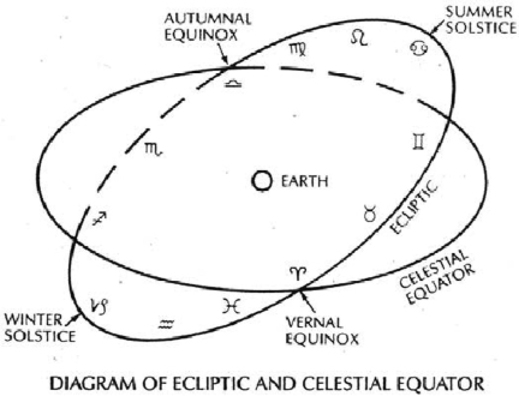 AUTUMNAL
EQUINOX
SUMMER
SOLSTICE
♍ ♌ ♋
♎
♏
♊
EARTH
♐
♉
ECLIPTIC
♈
CELESTIAL
EQUATOR
♑
♒
♓
WINTER
SOLSTICE
VERNAL
EQUINOX
DIAGRAM OF ECLIPTIC AND CELESTIAL EQUATOR